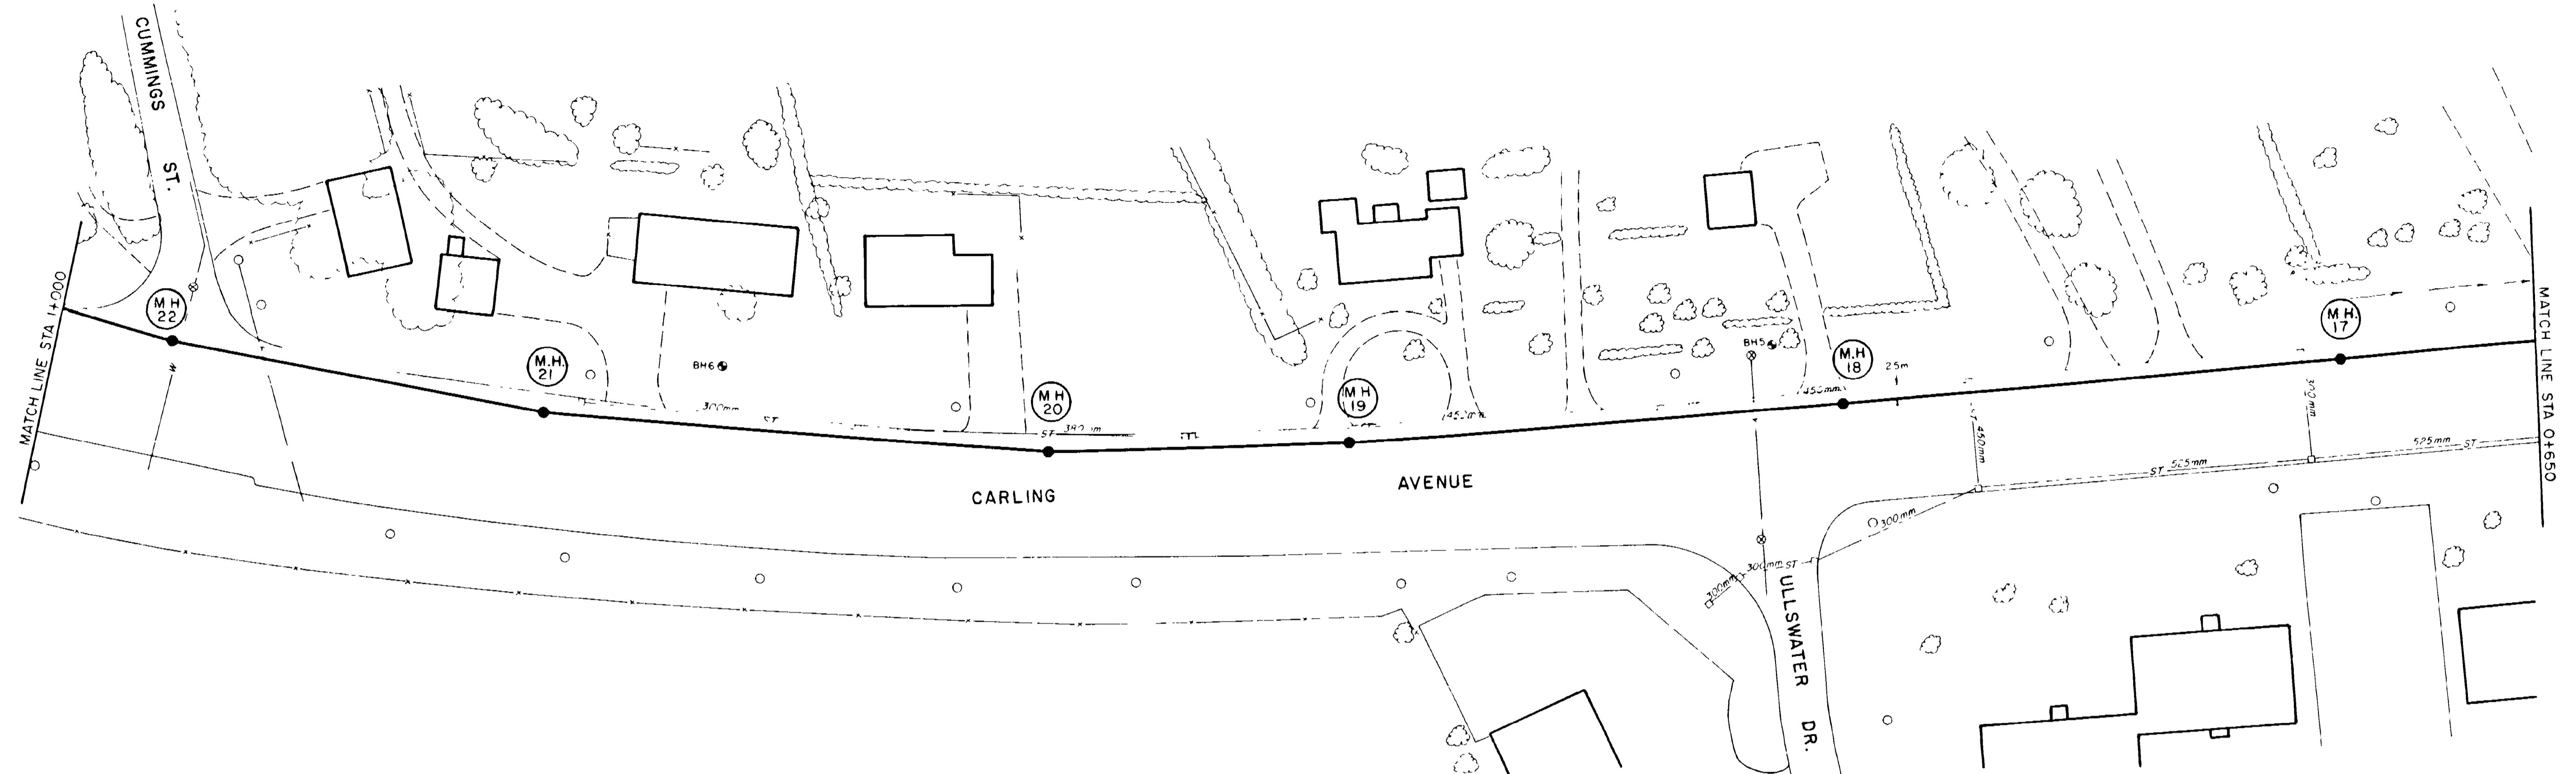 CUMMINGS ST.
MATCH LINE STA 1+000
M H
22
M.H.
21
BH6
300mm
ST
M H
20
ST
M H
19
BH5
M.H
18
450mm
25m
M.H.
17
300mm
MATCH LINE STA 0+650
ST 450mm
ST 525mm
525mm ST
CARLING AVENUE
300mm
300mm ST
300mm
ULLSWATER DR.